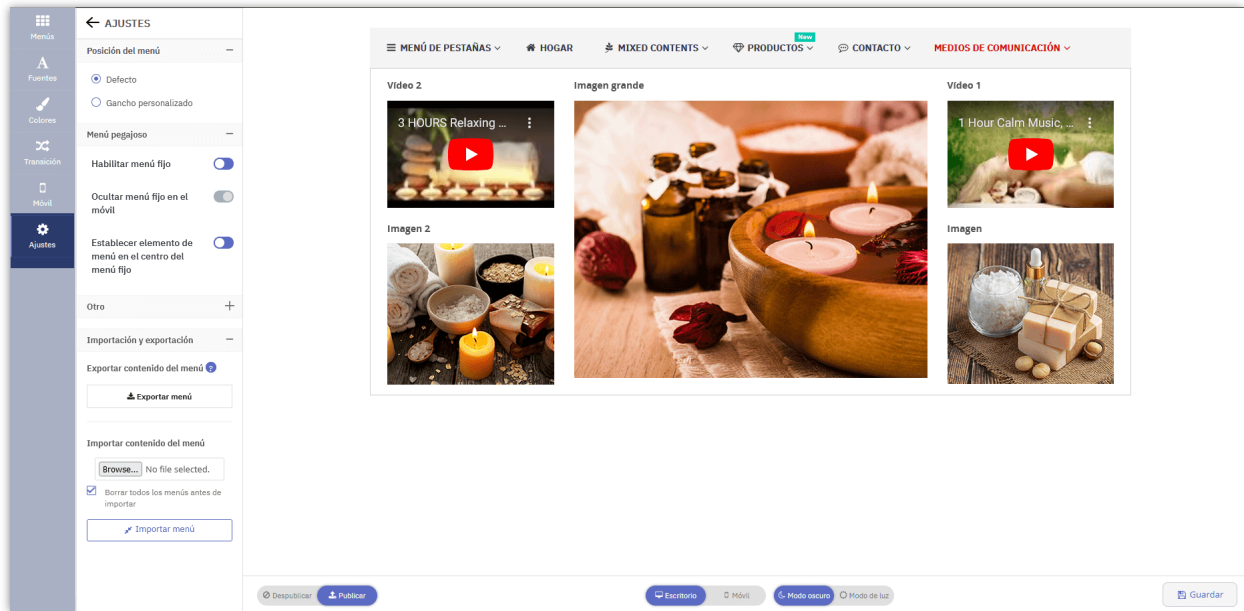 Menús
Fuentes
Colores
Transición
Móvil
Ajustes
AJUSTES
Posición del menú
Defecto
Gancho personalizado
Menú pegajoso
Habilitar menú fijo
Ocultar menú fijo en el
móvil
Establecer elemento de
menú en el centro del
menú fijo
Otro
Importación y exportación
Exportar contenido del menú ?
Exportar menú
Importar contenido del menú
Browse... No file selected.
Borrar todos los menús antes de
importar
Importar menú
New
MENÚ DE PESTAÑAS HOGAR MIXED CONTENTS PRODUCTOS CONTACTO MEDIOS DE COMUNICACIÓN
Vídeo 2
3 HOURS Relaxing ...
Imagen 2
Imagen grande
Vídeo 1
1 Hour Calm Music, ...
Imagen
Despublicar Publicar Escritorio Móvil Modo oscuro Modo de luz Guardar